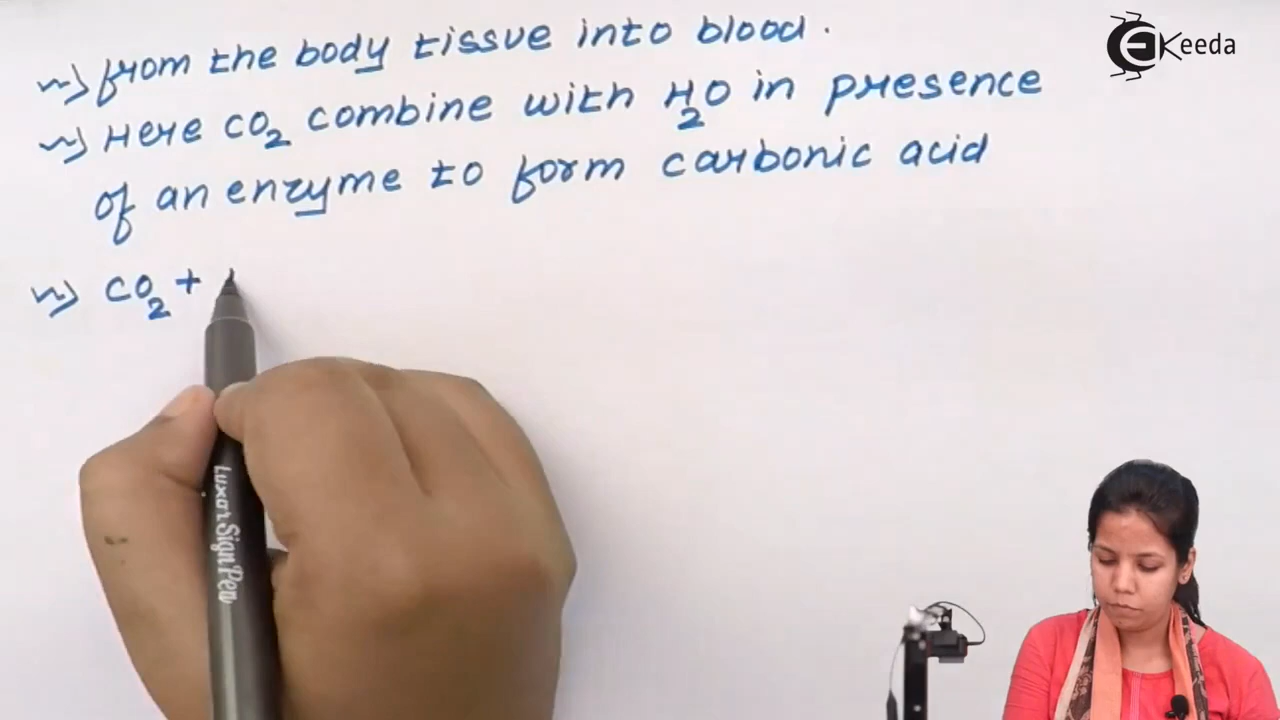 from the body tissue into blood.
Here CO2 combine with H2O in presence
of an enzyme to form carbonic acid
CO2 +
EKeeda
Luxor Sign Pen